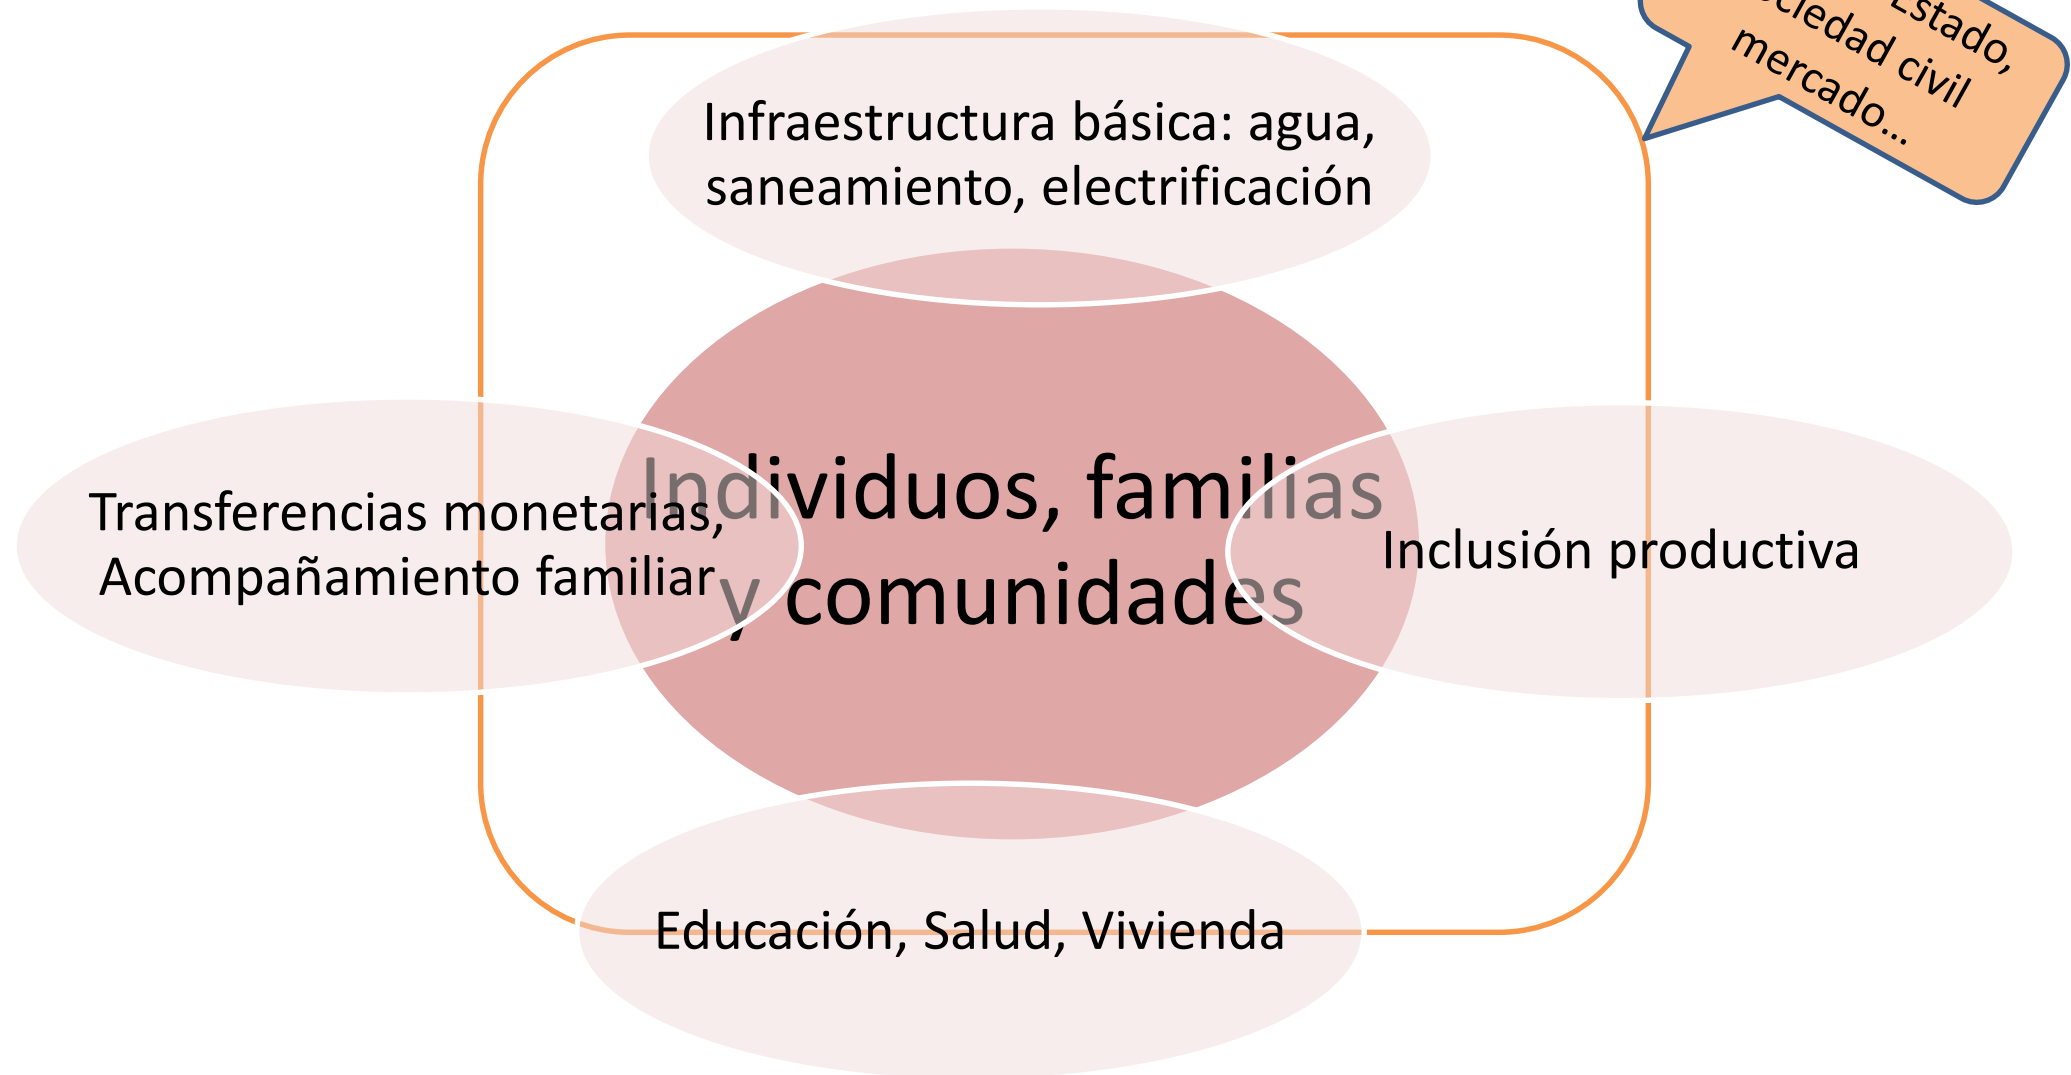 Estado,
sociedad civil
mercado...
Infraestructura básica: agua,
saneamiento, electrificación
Individuos, familias
y comunidades
Transferencias monetarias,
Acompañamiento familiar
Inclusión productiva
Educación, Salud, Vivienda